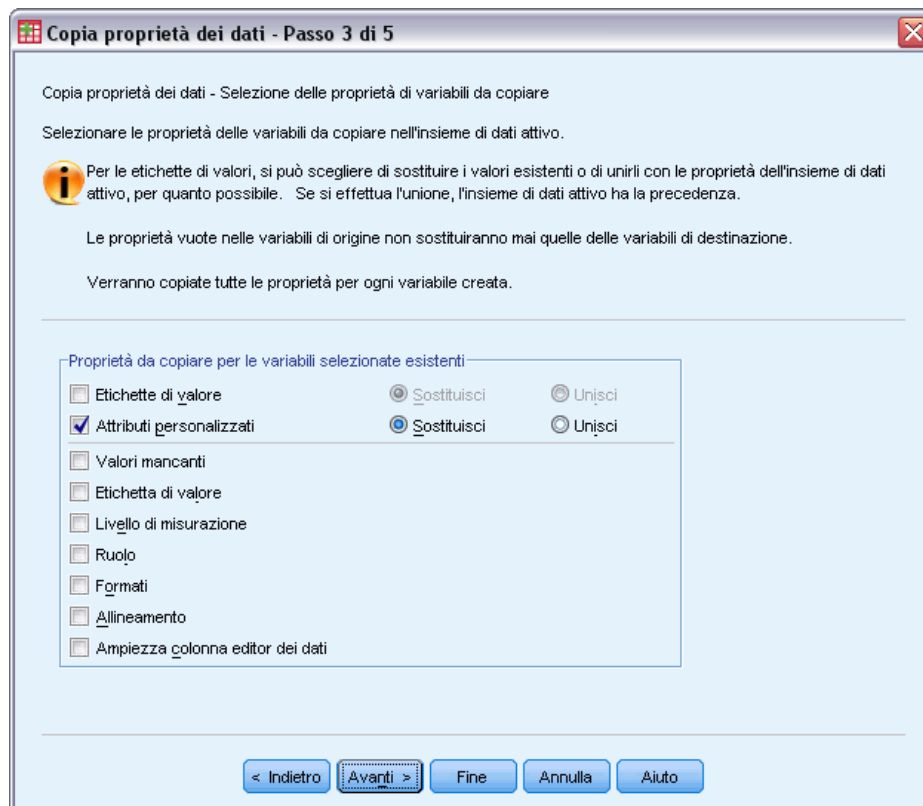 Copia proprietà dei dati - Passo 3 di 5
Copia proprietà dei dati - Selezione delle proprietà di variabili da copiare
Selezionare le proprietà delle variabili da copiare nell'insieme di dati attivo.
Per le etichette di valori, si può scegliere di sostituire i valori esistenti o di unirli con le proprietà dell'insieme di dati
attivo, per quanto possibile. Se si effettua l'unione, l'insieme di dati attivo ha la precedenza.
Le proprietà vuote nelle variabili di origine non sostituiranno mai quelle delle variabili di destinazione.
Verranno copiate tutte le proprietà per ogni variabile creata.
Proprietà da copiare per le variabili selezionate esistenti
Etichette di valore Sostituisci Unisci
Attributi personalizzati Sostituisci Unisci
Valori mancanti
Etichetta di valore
Livello di misurazione
Ruolo
Formati
Allineamento
Ampiezza colonna editor dei dati
< Indietro Avanti > Fine Annulla Aiuto